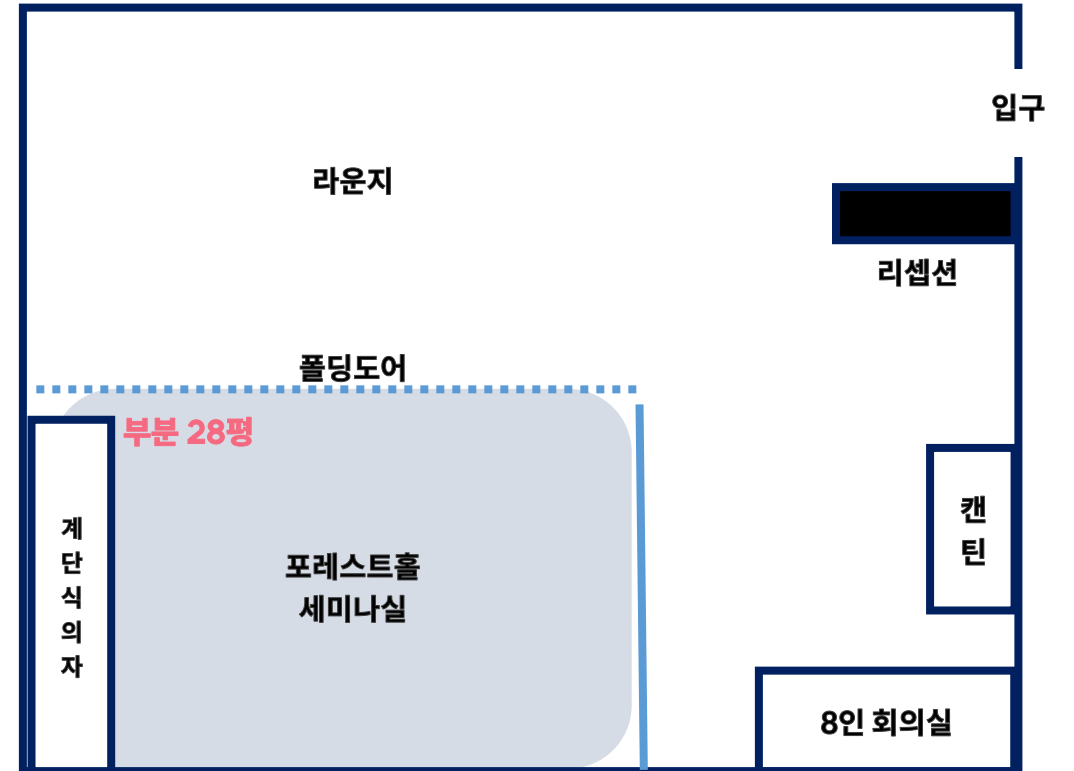 입구
라운지
리셉션
폴딩도어
부분 28평
계
단
식
의
자
포레스트홀
세미나실
캔
틴
8인 회의실